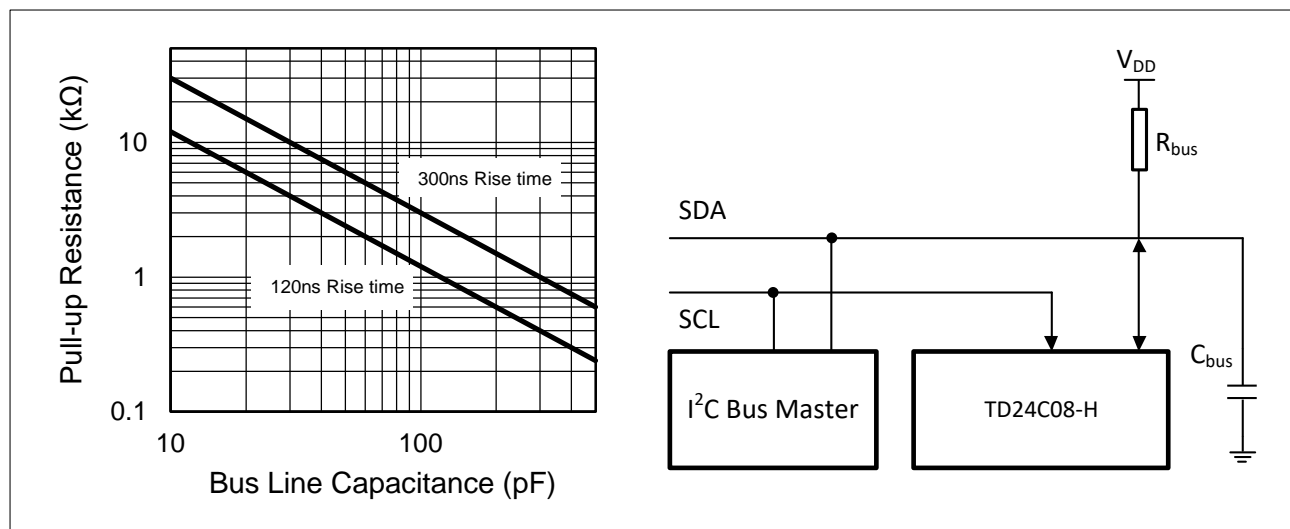 Pull-up Resistance (kΩ)
10
1
0.1
300ns Rise time
120ns Rise time
10
100
Bus Line Capacitance (pF)
V_DD
R_bus
SDA
SCL
C_bus
I²C Bus Master
TD24C08-H